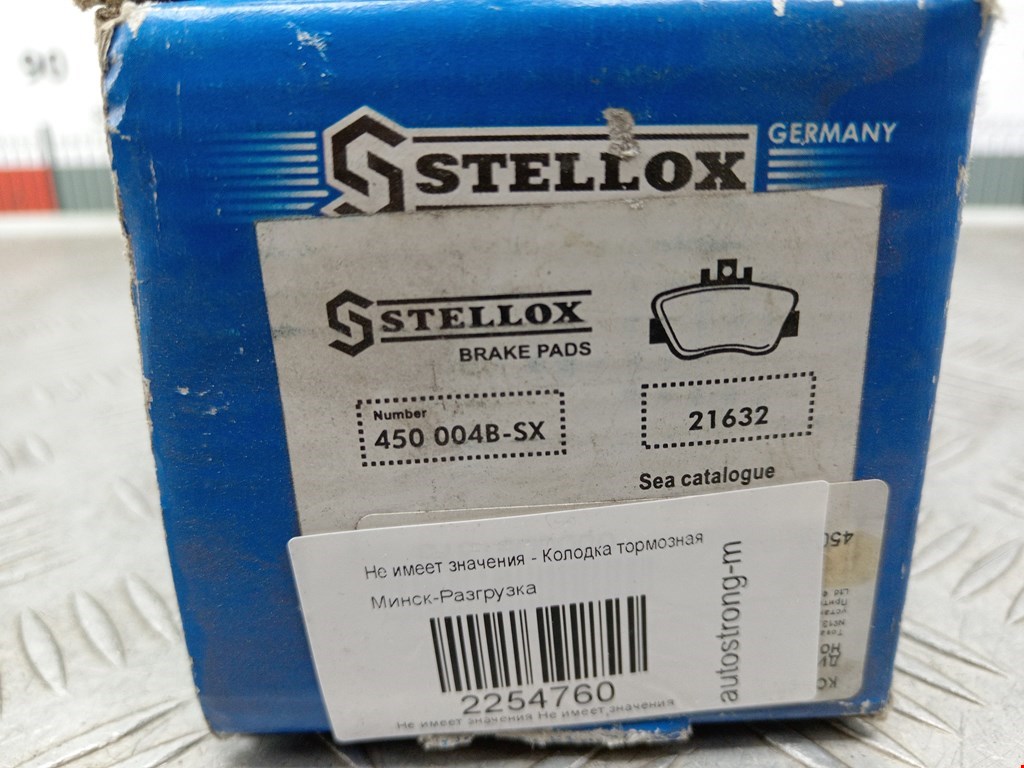 STELLOX
GERMANY
STELLOX
BRAKE PADS
Number
450 004B-SX
21632
Sea catalogue
Не имеет значения - Колодка тормозная
Минск-Разгрузка
2254760
Не имеет значения Не имеет значения
autostrong-m